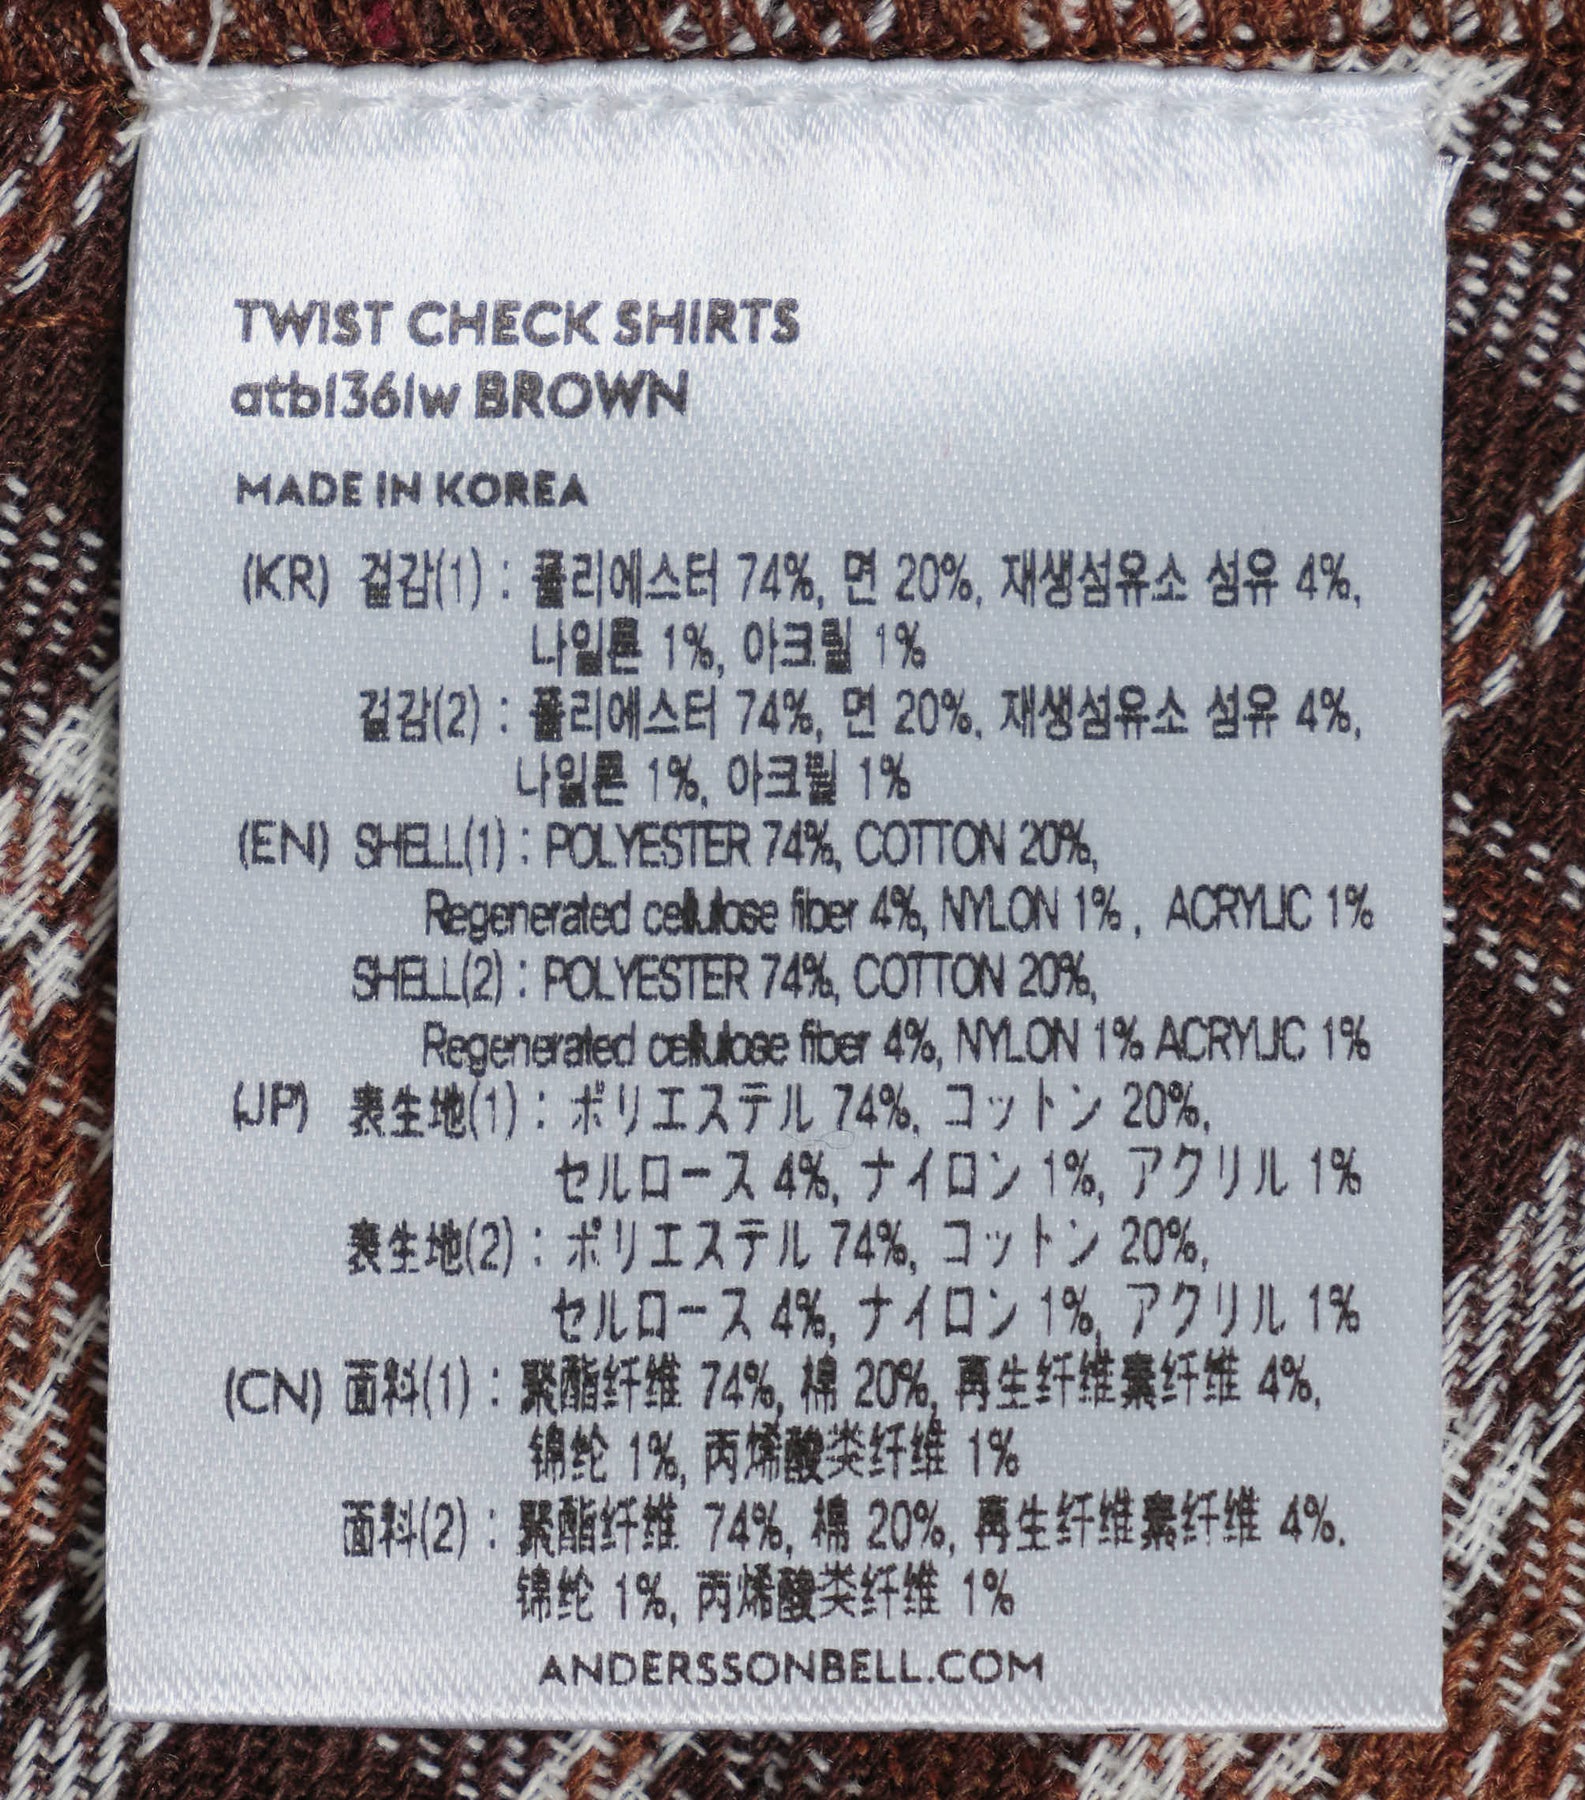 TWIST CHECK SHIRTS
atb1361w BROWN
MADE IN KOREA
(KR) 겉감(1) : 폴리에스터 74%, 면 20%, 재생섬유소 섬유 4%,
나일론 1%, 아크릴 1%
겉감(2) : 폴리에스터 74%, 면 20%, 재생섬유소 섬유 4%,
나일론 1%, 아크릴 1%
(EN) SHELL(1) : POLYESTER 74%, COTTON 20%,
Regenerated cellulose fiber 4%, NYLON 1% , ACRYLIC 1%
SHELL(2) : POLYESTER 74%, COTTON 20%,
Regenerated cellulose fiber 4%, NYLON 1% ACRYLIC 1%
(JP) 表生地(1) : ポリエステル 74%, コットン 20%,
セルロース 4%, ナイロン 1%, アクリル 1%
表生地(2) : ポリエステル 74%, コットン 20%,
セルロース 4%, ナイロン 1%, アクリル 1%
(CN) 面料(1) : 聚酯纤维 74%, 棉 20%, 再生纤维素纤维 4%,
锦纶 1%, 丙烯酸类纤维 1%
面料(2) : 聚酯纤维 74%, 棉 20%, 再生纤维素纤维 4%,
锦纶 1%, 丙烯酸类纤维 1%
ANDERSSONBELL.COM